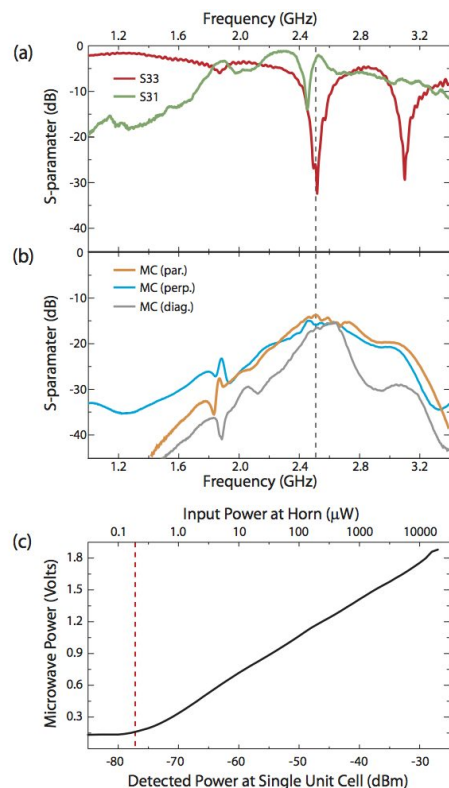 Frequency (GHz)
1.2 1.6 2.0 2.4 2.8 3.2
(a)
0
-10
-20
-30
-40
S-paramater (dB)
S33
S31
(b)
0
-10
-20
-30
-40
S-paramater (dB)
MC (par.)
MC (perp.)
MC (diag.)
1.2 1.6 2.0 2.4 2.8 3.2
Frequency (GHz)
Input Power at Horn (μW)
0.1 1.0 10 100 1000 10000
(c)
1.8
1.5
1.2
0.9
0.6
0.3
Microwave Power (Volts)
-80 -70 -60 -50 -40 -30
Detected Power at Single Unit Cell (dBm)